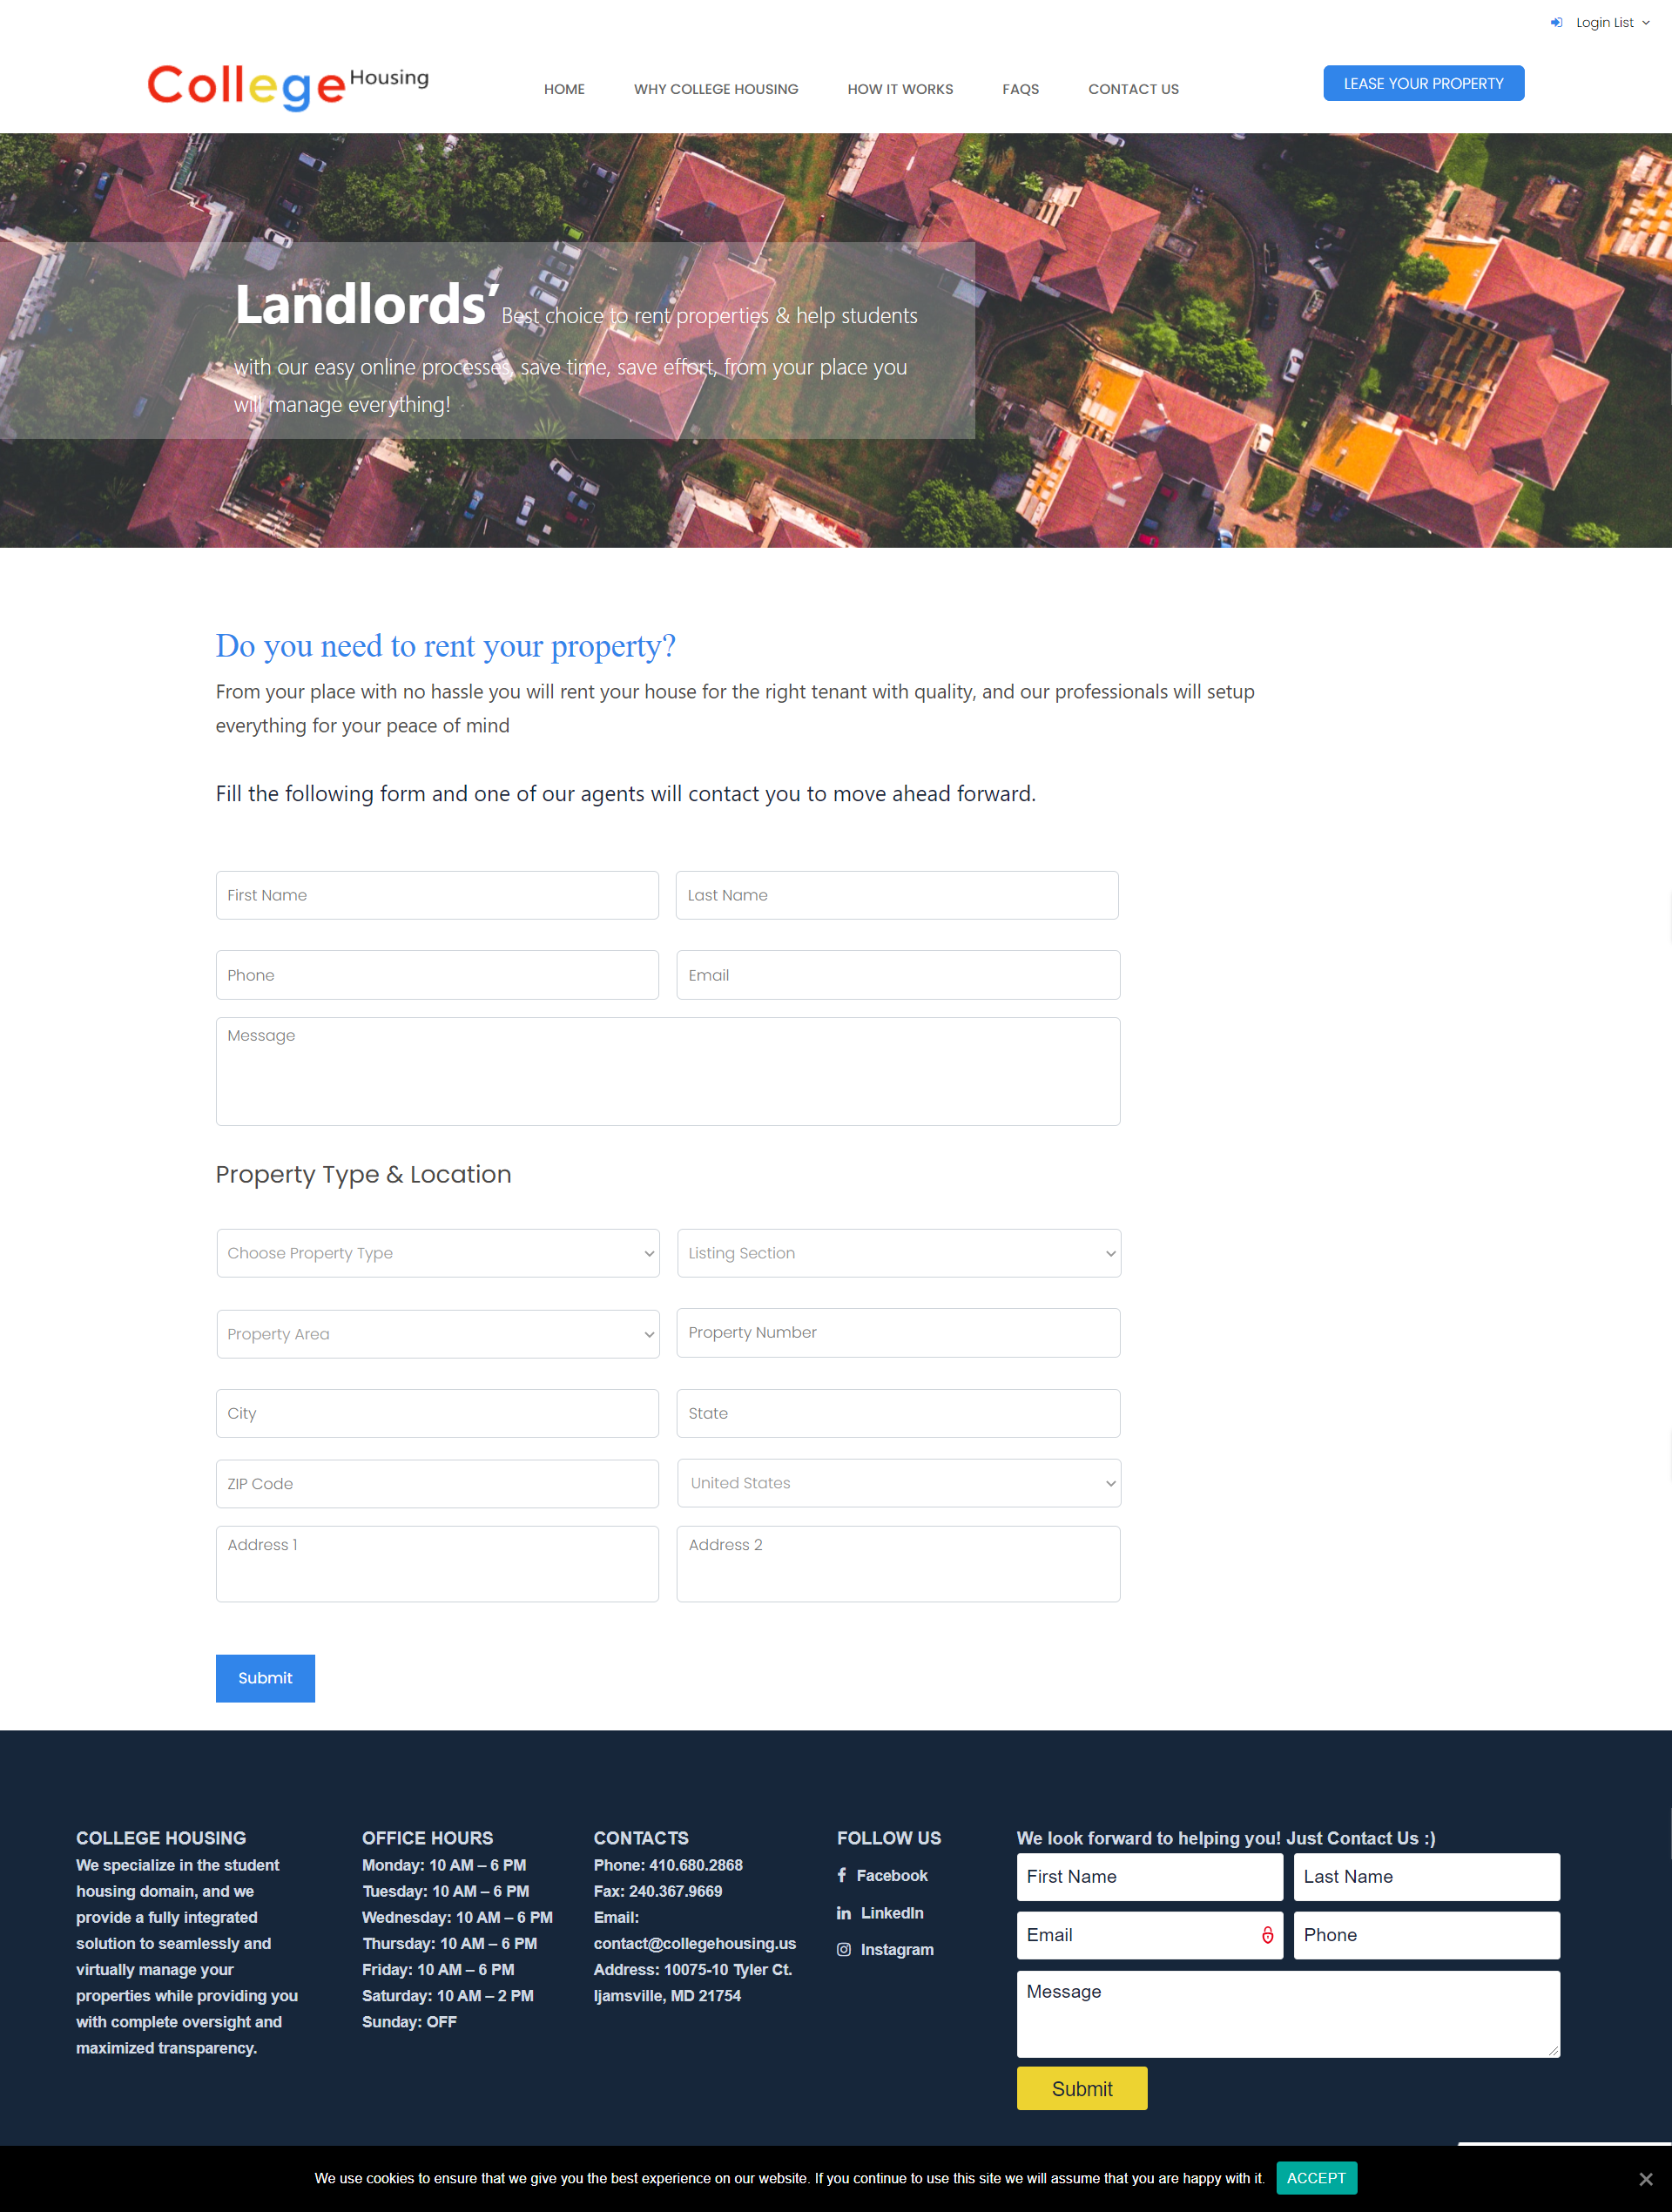 Login List
College Housing
HOME WHY COLLEGE HOUSING HOW IT WORKS FAQS CONTACT US
LEASE YOUR PROPERTY
Landlords’ Best choice to rent properties & help students
with our easy online processes, save time, save effort, from your place you
will manage everything!
Do you need to rent your property?
From your place with no hassle you will rent your house for the right tenant with quality, and our professionals will setup
everything for your peace of mind
Fill the following form and one of our agents will contact you to move ahead forward.
First Name Last Name
Phone Email
Message
Property Type & Location
Choose Property Type Listing Section
Property Area Property Number
City State
ZIP Code United States
Address 1 Address 2
Submit
COLLEGE HOUSING
We specialize in the student
housing domain, and we
provide a fully integrated
solution to seamlessly and
virtually manage your
properties while providing you
with complete oversight and
maximized transparency.
OFFICE HOURS
Monday: 10 AM – 6 PM
Tuesday: 10 AM – 6 PM
Wednesday: 10 AM – 6 PM
Thursday: 10 AM – 6 PM
Friday: 10 AM – 6 PM
Saturday: 10 AM – 2 PM
Sunday: OFF
CONTACTS
Phone: 410.680.2868
Fax: 240.367.9669
Email:
contact@collegehousing.us
Address: 10075-10 Tyler Ct.
Ijamsville, MD 21754
FOLLOW US
Facebook
LinkedIn
Instagram
We look forward to helping you! Just Contact Us :)
First Name Last Name
Email Phone
Message
Submit
We use cookies to ensure that we give you the best experience on our website. If you continue to use this site we will assume that you are happy with it. ACCEPT